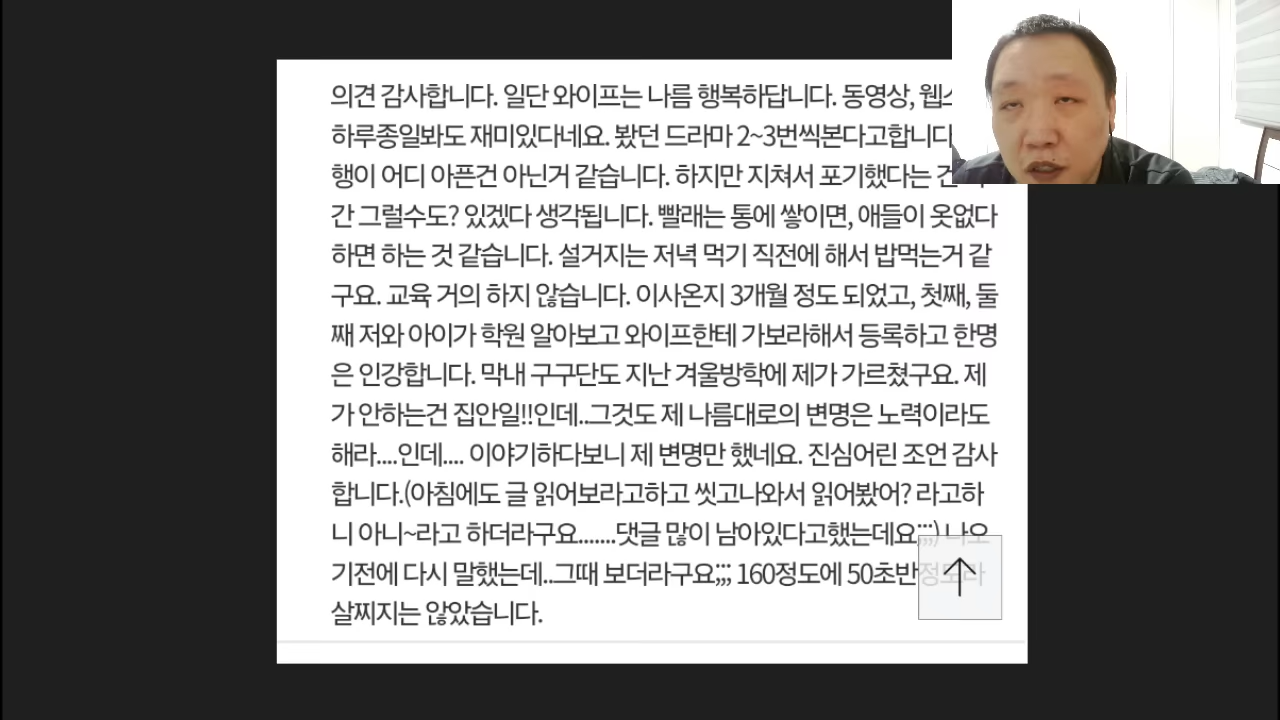 의견 감사합니다. 일단 와이프는 나름 행복하답니다. 동영상,
하루종일봐도 재미있다네요. 봤던 드라마 2~3번씩본다고합니다
행이 어디 아픈건 아닌거 같습니다. 하지만 지쳐서 포기했다는
간 그럴수도? 있겠다 생각됩니다. 빨래는 통에 쌓이면, 애들이 옷없다
하면 하는 것 같습니다. 설거지는 저녁 먹기 직전에 해서 밥먹는거 같
구요. 교육 거의 하지 않습니다. 이사온지 3개월 정도 되었고, 첫째, 둘
째 저와 아이가 학원 알아보고 와이프한테 가보라해서 등록하고 한명
은 인강합니다. 막내 구구단도 지난 겨울방학에 제가 가르쳤구요. 제
가 안하는건 집안일!!인데..그것도 제 나름대로의 변명은 노력이라도
해라....인데.... 이야기하다보니 제 변명만 했네요. 진심어린 조언 감사
합니다.(아침에도 글 읽어보라고하고 씻고나와서 읽어봤어? 라고하
니 아니~라고 하더라구요.......댓글 많이 남아있다고했는데요;;;) 나오
기전에 다시 말했는데..그때 보더라구요;;; 160정도에 50초반정도라
살찌지는 않았습니다.